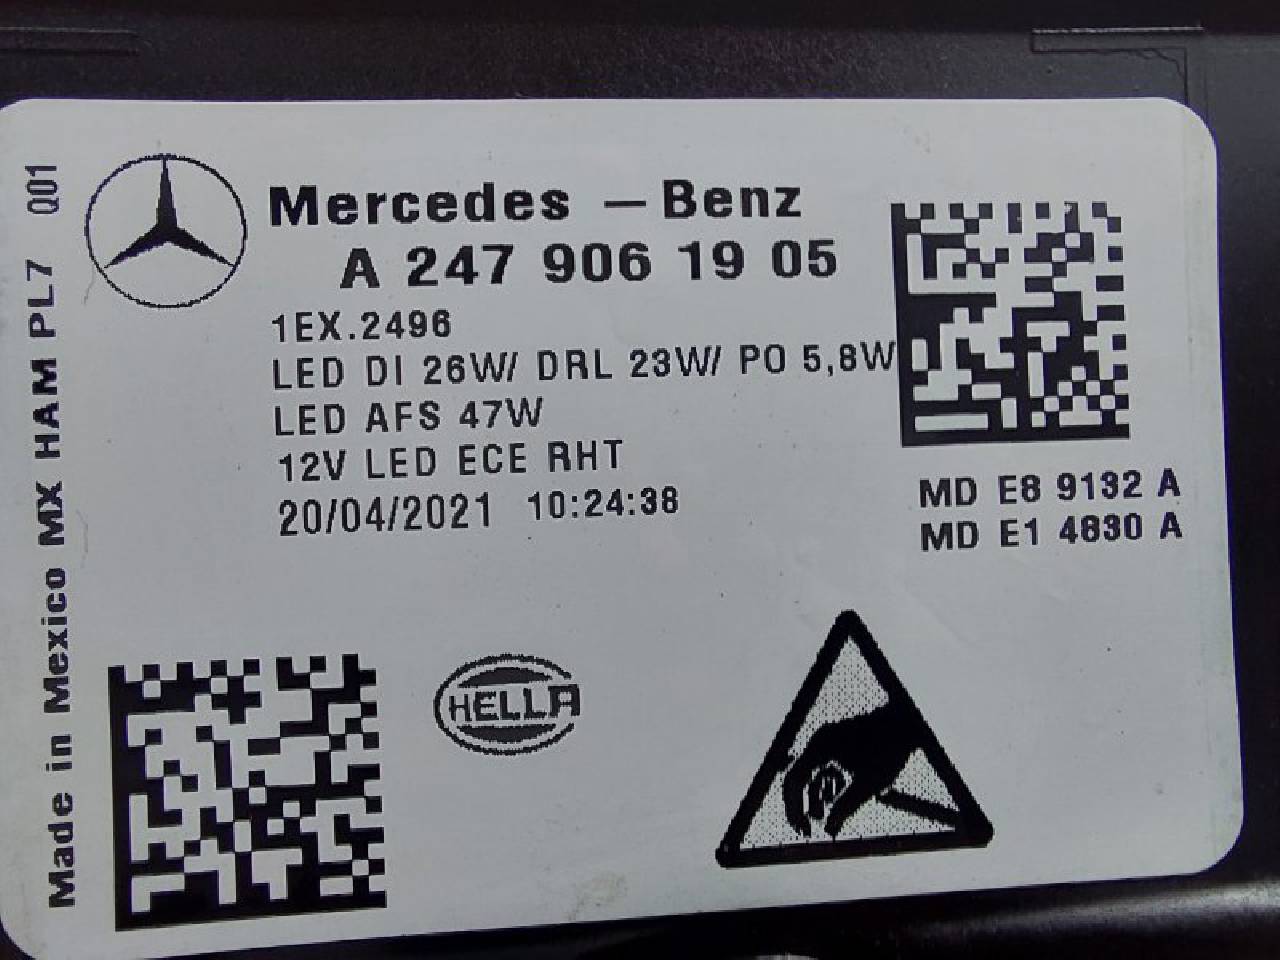 Mercedes – Benz
A 247 906 19 05
1EX.2496
LED DI 26W/ DRL 23W/ PO 5,8W
LED AFS 47W
12V LED ECE RHT
20/04/2021 10:24:38
MD E8 9132 A
MD E1 4830 A
HELLA
Made in Mexico MX HAM PL7 Q01